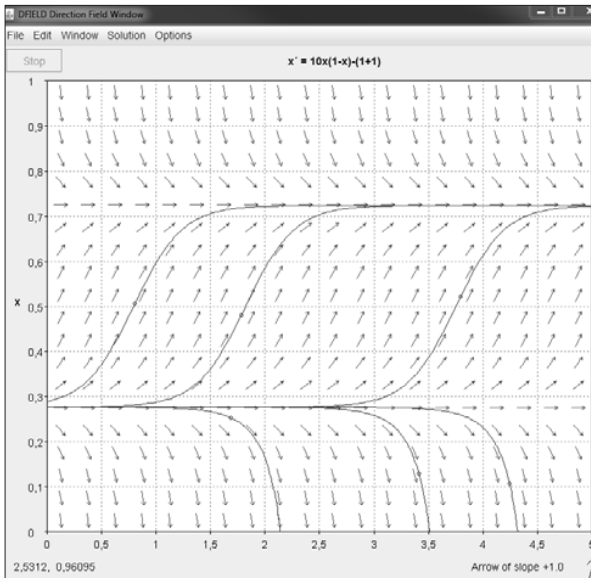 DFIELD Direction Field Window
File Edit Window Solution Options
Stop
x' = 10x(1-x)-(1+1)
1
0,9
0,8
0,7
0,6
0,5
x
0,4
0,3
0,2
0,1
0
0 0,5 1 1,5 2 2,5 3 3,5 4 4,5 5
2,5312, 0,96095
Arrow of slope +1.0